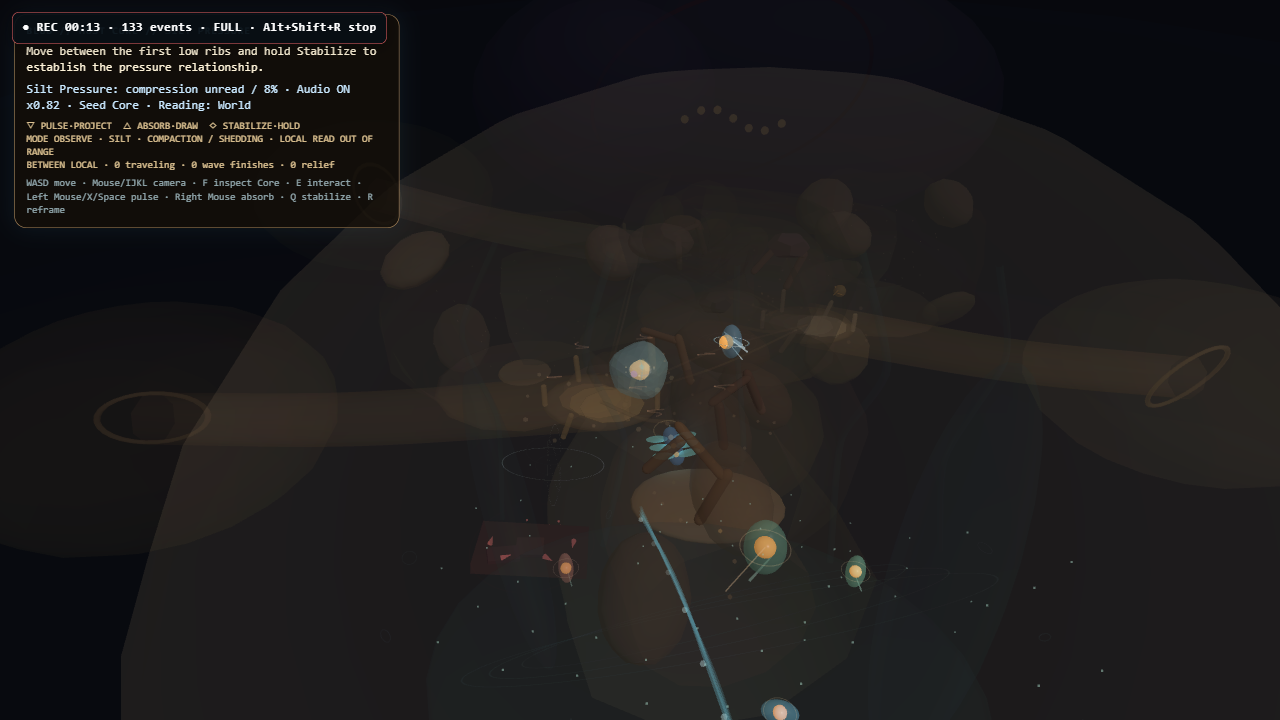 ● REC 00:13 · 133 events · FULL · Alt+Shift+R stop
Move between the first low ribs and hold Stabilize to
establish the pressure relationship.
Silt Pressure: compression unread / 8% · Audio ON
x0.82 · Seed Core · Reading: World
▽ PULSE·PROJECT △ ABSORB·DRAW ◇ STABILIZE·HOLD
MODE OBSERVE · SILT · COMPACTION / SHEDDING · LOCAL READ OUT OF
RANGE
BETWEEN LOCAL · 0 traveling · 0 wave finishes · 0 relief
WASD move · Mouse/IJKL camera · F inspect Core · E interact ·
Left Mouse/X/Space pulse · Right Mouse absorb · Q stabilize · R
reframe